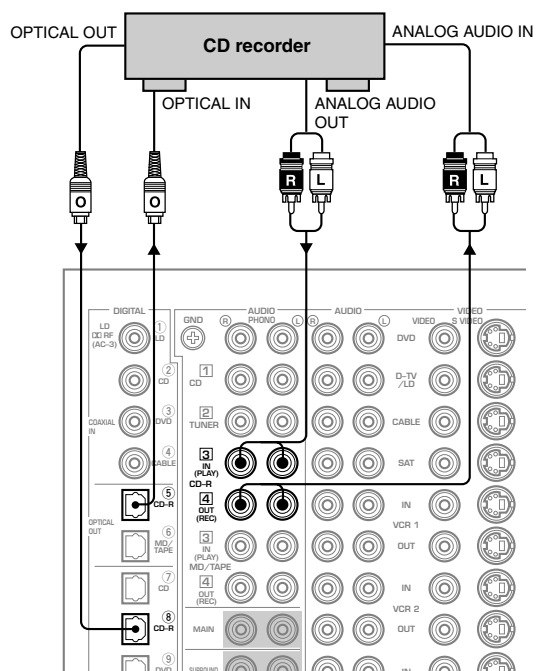 OPTICAL OUT
CD recorder
ANALOG AUDIO IN
OPTICAL IN
ANALOG AUDIO
OUT
O
O
R
L
R
L
DIGITAL
GND
AUDIO
R
PHONO
L
AUDIO
R
L
VIDEO
VIDEO
S VIDEO
LD
DD RF
(AC-3)
1
LD
DVD
2
CD
1
CD
D-TV
/LD
COAXIAL
IN
3
DVD
2
TUNER
CABLE
4
CABLE
3
IN
(PLAY)
CD-R
SAT
OPTICAL
OUT
5
CD-R
4
OUT
(REC)
IN
VCR 1
6
MD/
TAPE
3
IN
(PLAY)
MD/TAPE
OUT
7
CD
4
OUT
(REC)
IN
VCR 2
8
CD-R
MAIN
OUT
9
DVD
SURROUND
IN